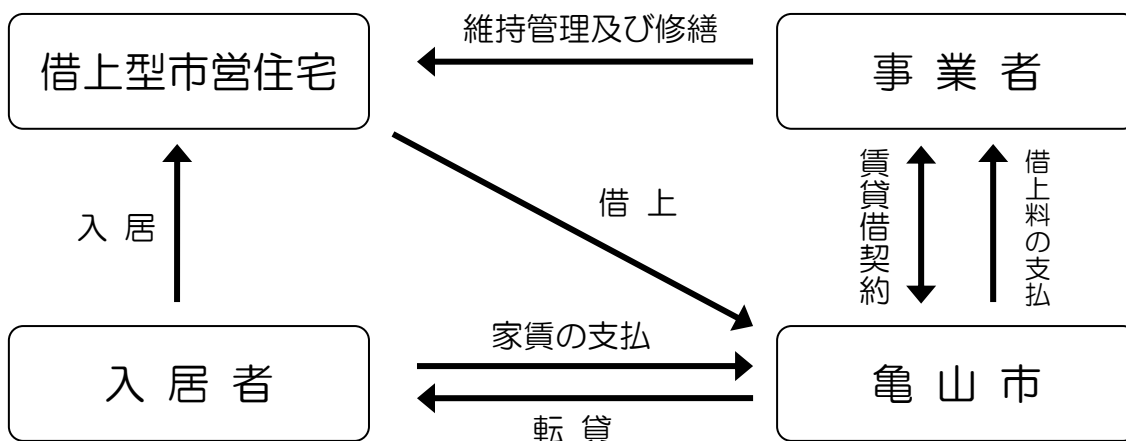 維持管理及び修繕
借上型市営住宅
事業者
入居
借上
賃貸借契約
借上料の支払
家賃の支払
入居者
亀山市
転貸